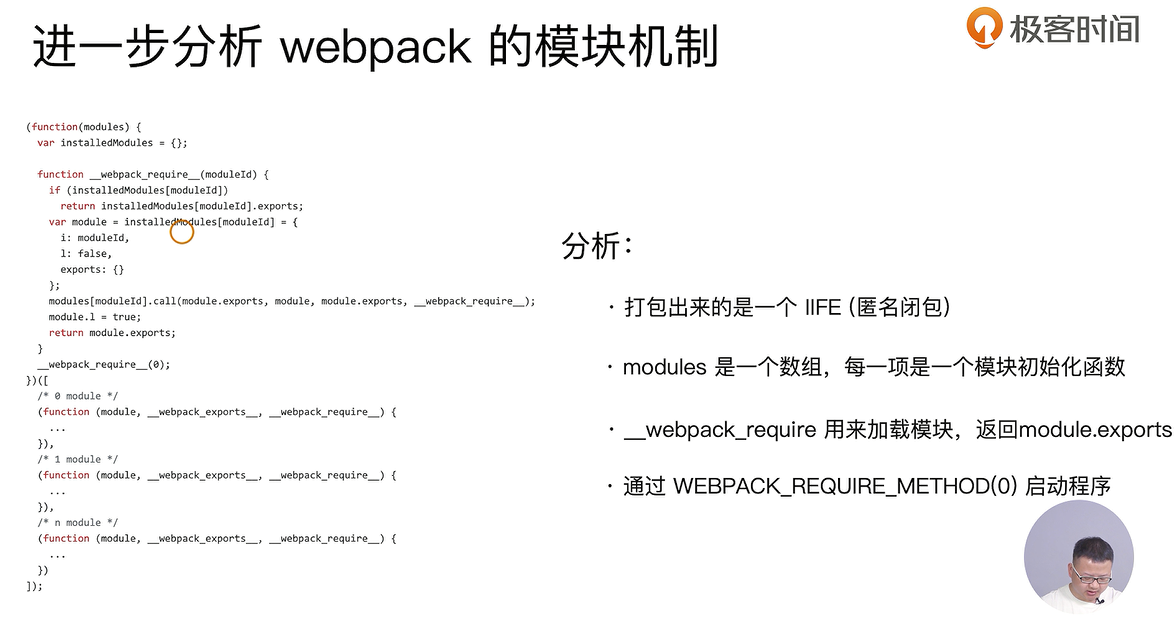 进一步分析 webpack 的模块机制
极客时间
(function(modules) {
var installedModules = {};
function __webpack_require__(moduleId) {
if (installedModules[moduleId])
return installedModules[moduleId].exports;
var module = installedModules[moduleId] = {
i: moduleId,
l: false,
exports: {}
};
modules[moduleId].call(module.exports, module, module.exports, __webpack_require__);
module.l = true;
return module.exports;
}
__webpack_require__(0);
})([
/* 0 module */
(function (module, __webpack_exports__, __webpack_require__) {
...
}),
/* 1 module */
(function (module, __webpack_exports__, __webpack_require__) {
...
}),
/* n module */
(function (module, __webpack_exports__, __webpack_require__) {
...
})
]);
分析：
· 打包出来的是一个 IIFE (匿名闭包)
· modules 是一个数组，每一项是一个模块初始化函数
· __webpack_require 用来加载模块，返回module.exports
· 通过 WEBPACK_REQUIRE_METHOD(0) 启动程序